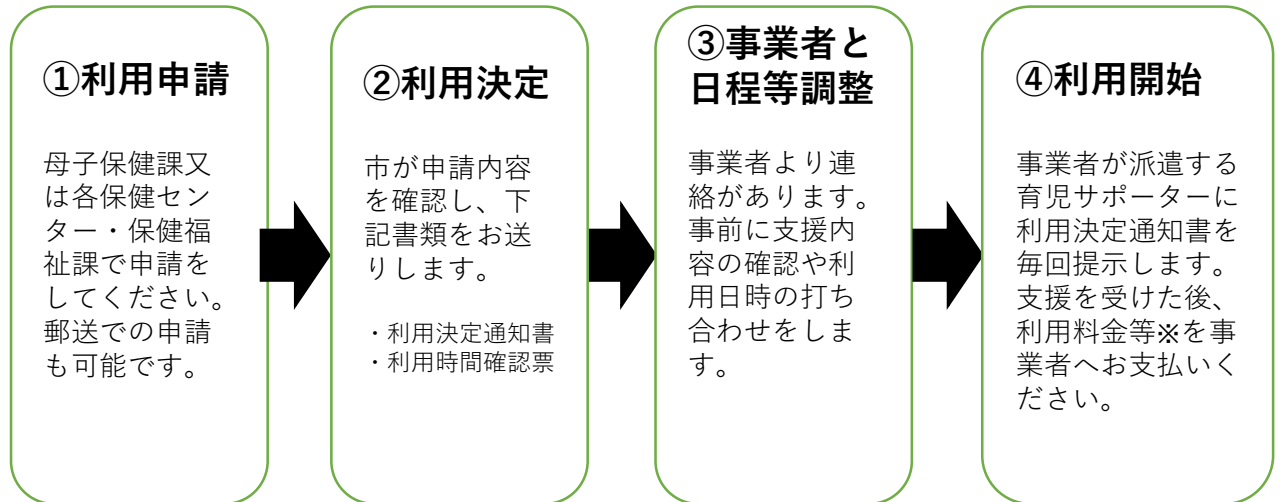 ①利用申請
母子保健課又
は各保健セン
ター・保健福
祉課で申請を
してください。
郵送での申請
も可能です。
②利用決定
市が申請内容
を確認し、下
記書類をお送
りします。
・利用決定通知書
・利用時間確認票
③事業者と
日程等調整
事業者より連
絡があります。
事前に支援内
容の確認や利
用日時の打ち
合わせをしま
す。
④利用開始
事業者が派遣する
育児サポーターに
利用決定通知書を
毎回提示します。
支援を受けた後、
利用料金等※を事
業者へお支払いく
ださい。